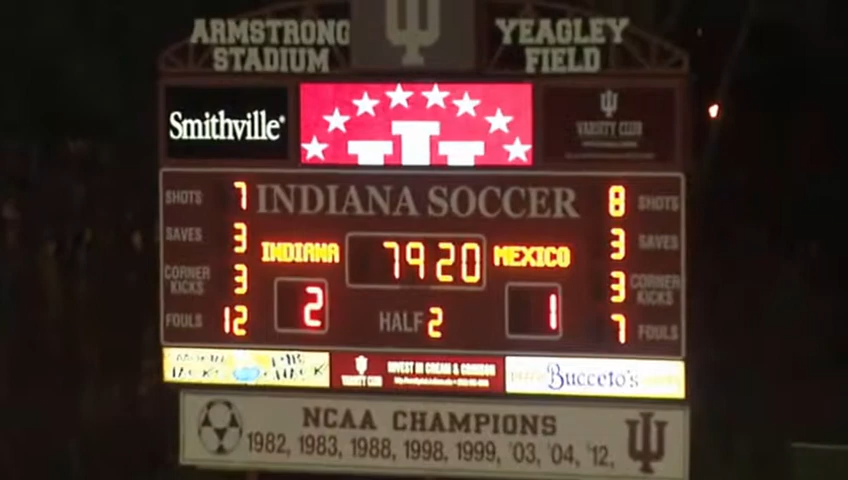 ARMSTRONG STADIUM
YEAGLEY FIELD
Smithville
VARSITY CLUB
SHOTS 7 INDIANA SOCCER 8 SHOTS
SAVES 3 3 SAVES
INDIANA 79 20 MEXICO
CORNER KICKS 3 3 CORNER KICKS
2 1
FOULS 12 HALF 2 7 FOULS
VARSITY CLUB
INVEST IN CREAM & CRIMSON
Bucceto's
NCAA CHAMPIONS
1982, 1983, 1988, 1998, 1999, '03, '04, '12,